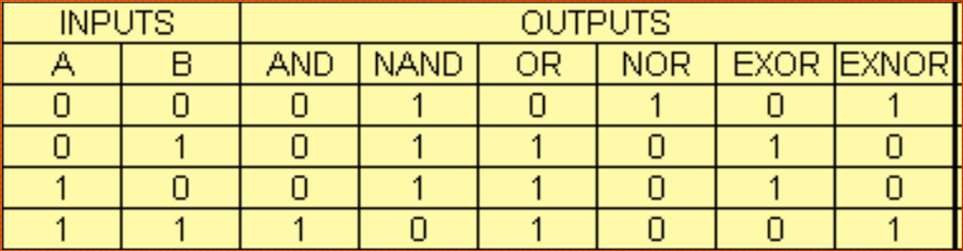 INPUTS OUTPUTS
A B AND NAND OR NOR EXOR EXNOR
0 0 0 1 0 1 0 1
0 1 0 1 1 0 1 0
1 0 0 1 1 0 1 0
1 1 1 0 1 0 0 1